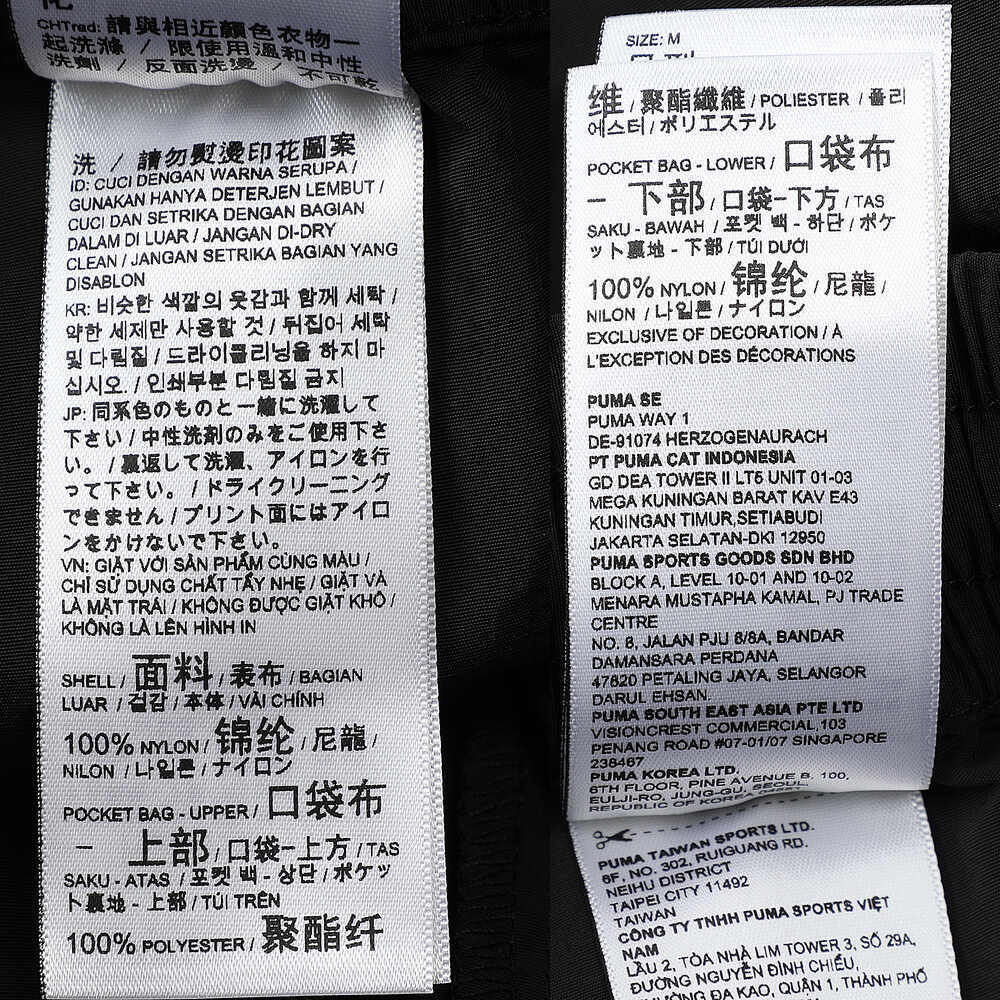 CHTrad: 請與相近顏色衣物一
起洗滌 / 限使用溫和中性
洗劑 / 反面洗燙 / 不可乾
洗 / 請勿熨燙印花圖案
ID: CUCI DENGAN WARNA SERUPA /
GUNAKAN HANYA DETERJEN LEMBUT /
CUCI DAN SETRIKA DENGAN BAGIAN
DALAM DI LUAR / JANGAN DI-DRY
CLEAN / JANGAN SETRIKA BAGIAN YANG
DISABLON
KR: 비슷한 색깔의 옷감과 함께 세탁 /
약한 세제만 사용할 것 / 뒤집어 세탁
및 다림질 / 드라이클리닝을 하지 마
십시오. / 인쇄부분 다림질 금지
JP: 同系色のものと一緒に洗濯して
下さい / 中性洗剤のみをご使用下さ
い。 / 裏返して洗濯、アイロンを行
って下さい。 / ドライクリーニング
できません / プリント面にはアイロ
ンをかけないで下さい。
VN: GIẶT VỚI SẢN PHẨM CÙNG MÀU /
CHỈ SỬ DỤNG CHẤT TẨY NHẸ / GIẶT VÀ
LÀ MẶT TRÁI / KHÔNG ĐƯỢC GIẶT KHÔ /
KHÔNG LÀ LÊN HÌNH IN
SHELL / 面料 / 表布 / BAGIAN
LUAR / 겉감 / 本体 / VẢI CHÍNH
100% NYLON / 锦纶 / 尼龍 /
NILON / 나일론 / ナイロン
POCKET BAG - UPPER / 口袋布
- 上部 / 口袋-上方 / TAS
SAKU - ATAS / 포켓 백 - 상단 / ポケッ
ト裏地 - 上部 / TÚI TRÊN
100% POLYESTER / 聚酯纤
SIZE: M
维 / 聚酯纖維 / POLIESTER / 폴리
에스터 / ポリエステル
POCKET BAG - LOWER / 口袋布
- 下部 / 口袋-下方 / TAS
SAKU - BAWAH / 포켓 백 - 하단 / ポケ
ット裏地 - 下部 / TÚI DƯỚI
100% NYLON / 锦纶 / 尼龍 /
NILON / 나일론 / ナイロン
EXCLUSIVE OF DECORATION / À
L'EXCEPTION DES DÉCORATIONS
PUMA SE
PUMA WAY 1
DE-91074 HERZOGENAURACH
PT PUMA CAT INDONESIA
GD DEA TOWER II LT5 UNIT 01-03
MEGA KUNINGAN BARAT KAV E43
KUNINGAN TIMUR,SETIABUDI
JAKARTA SELATAN-DKI 12950
PUMA SPORTS GOODS SDN BHD
BLOCK A, LEVEL 10-01 AND 10-02
MENARA MUSTAPHA KAMAL, PJ TRADE
CENTRE
NO. 8, JALAN PJU 8/8A, BANDAR
DAMANSARA PERDANA
47820 PETALING JAYA, SELANGOR
DARUL EHSAN.
PUMA SOUTH EAST ASIA PTE LTD
VISIONCREST COMMERCIAL,103
PENANG ROAD #07-01/07 SINGAPORE
238467
PUMA KOREA LTD.
6TH FLOOR, PINE AVENUE B, 100,
EULJI-RO, JUNG-GU, SEOUL,
REPUBLIC OF KOREA
PUMA TAIWAN SPORTS LTD.
6F, NO. 302, RUIGUANG RD.
NEIHU DISTRICT
TAIPEI CITY 11492
TAIWAN
CÔNG TY TNHH PUMA SPORTS VIỆT
NAM
LẦU 2, TÒA NHÀ LIM TOWER 3, SỐ 29A,
ĐƯỜNG NGUYỄN ĐÌNH CHIỂU,
PHƯỜNG ĐA KAO, QUẬN 1, THÀNH PHỐ